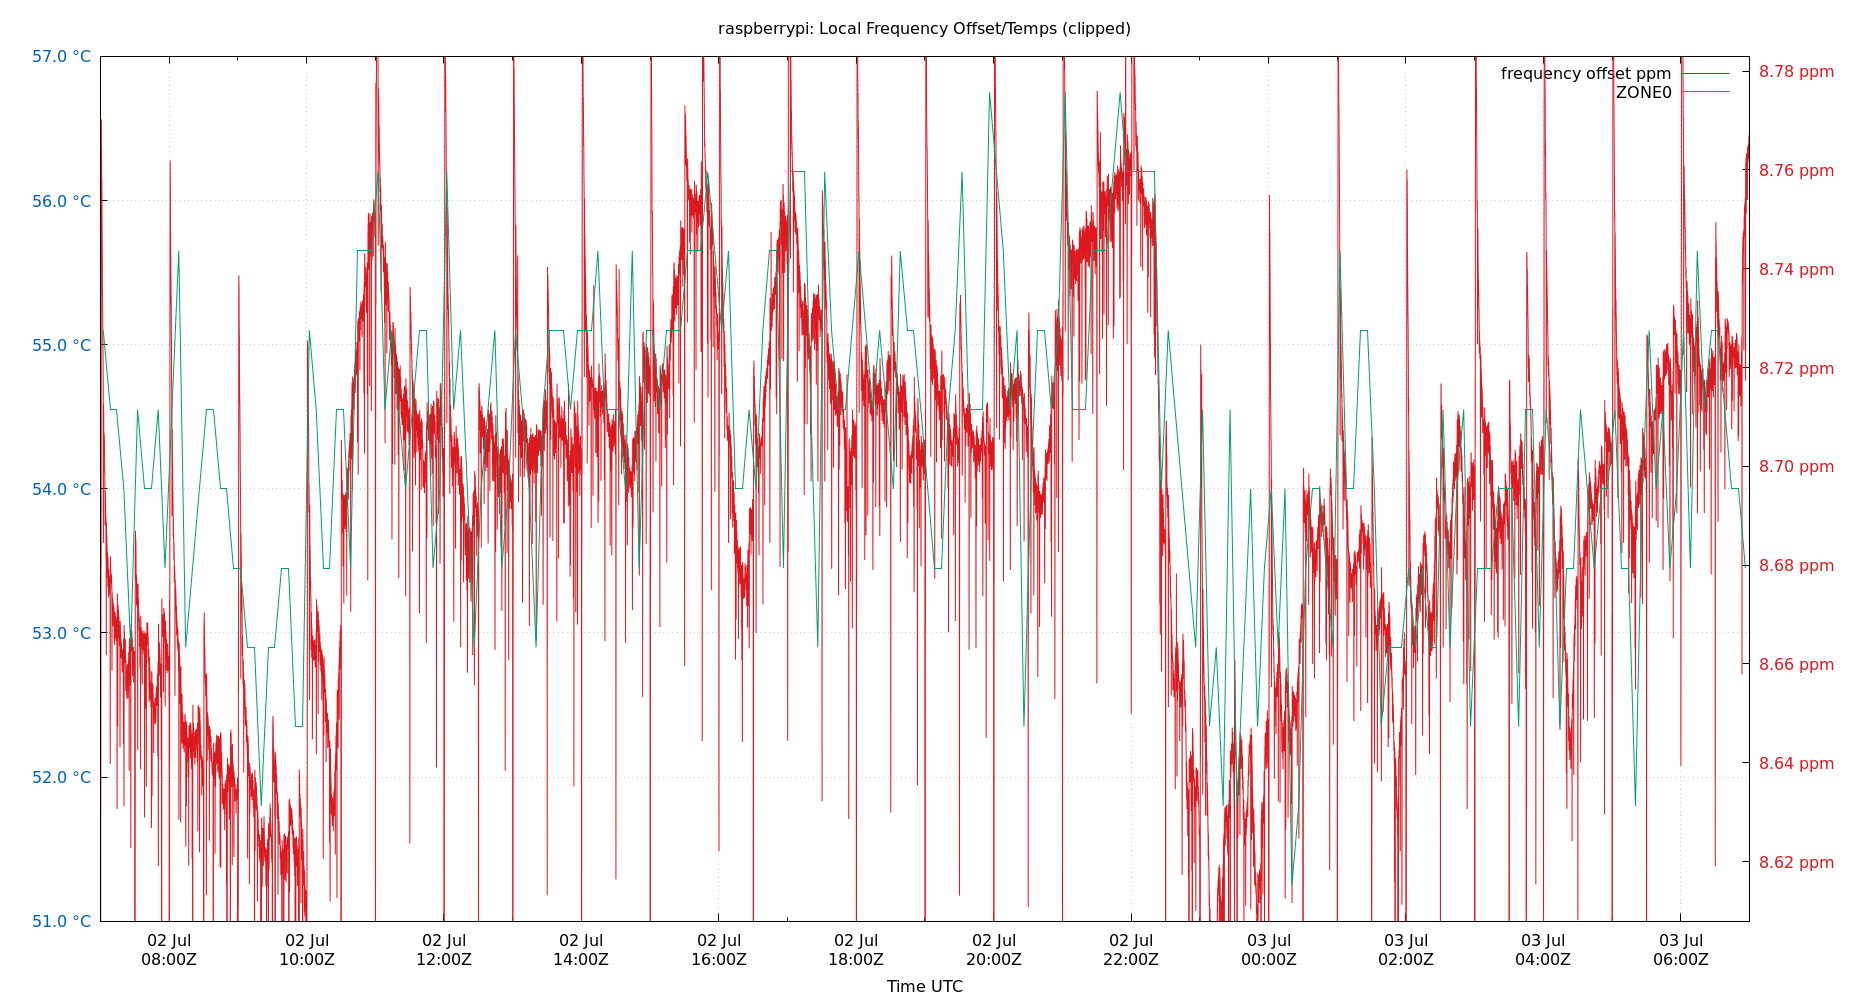 raspberrypi: Local Frequency Offset/Temps (clipped)
frequency offset ppm
ZONE0
57.0 °C
56.0 °C
55.0 °C
54.0 °C
53.0 °C
52.0 °C
51.0 °C
8.78 ppm
8.76 ppm
8.74 ppm
8.72 ppm
8.70 ppm
8.68 ppm
8.66 ppm
8.64 ppm
8.62 ppm
02 Jul
08:00Z
02 Jul
10:00Z
02 Jul
12:00Z
02 Jul
14:00Z
02 Jul
16:00Z
02 Jul
18:00Z
02 Jul
20:00Z
02 Jul
22:00Z
03 Jul
00:00Z
03 Jul
02:00Z
03 Jul
04:00Z
03 Jul
06:00Z
Time UTC